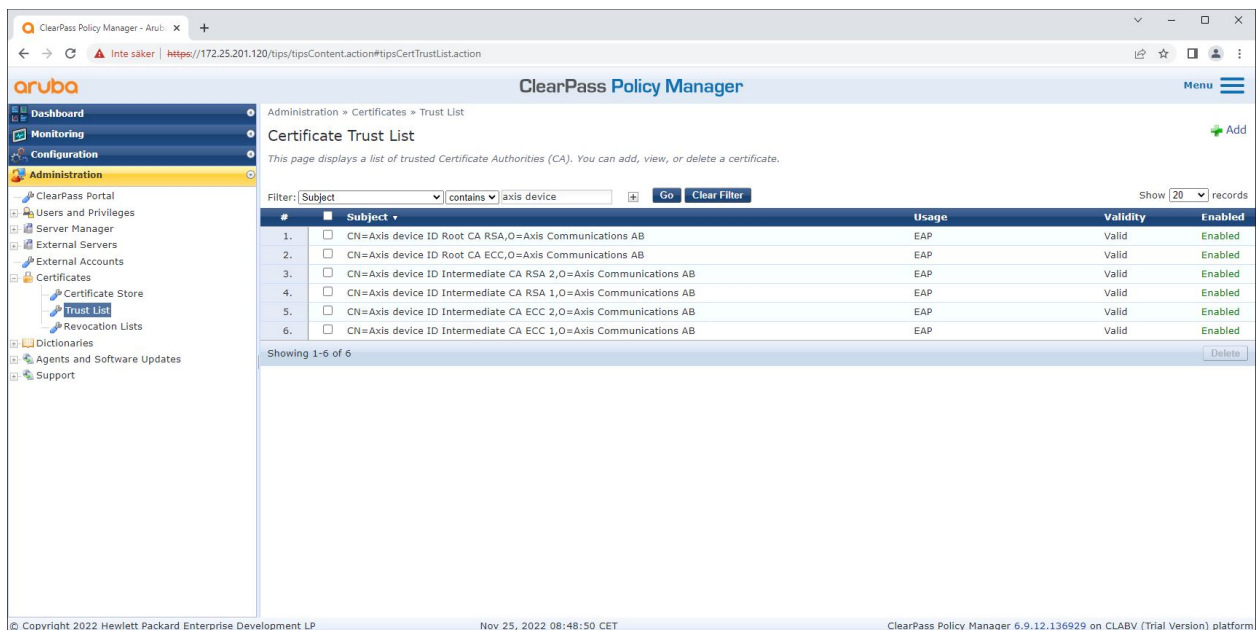 ClearPass Policy Manager - Arub
Inte säker | https://172.25.201.120/tips/tipsContent.action#tipsCertTrustList.action
aruba
ClearPass Policy Manager
Menu
Dashboard
Monitoring
Configuration
Administration
ClearPass Portal
Users and Privileges
Server Manager
External Servers
External Accounts
Certificates
Certificate Store
Trust List
Revocation Lists
Dictionaries
Agents and Software Updates
Support
Administration » Certificates » Trust List
Certificate Trust List
Add
This page displays a list of trusted Certificate Authorities (CA). You can add, view, or delete a certificate.
Filter: Subject contains axis device Go Clear Filter Show 20 records
# Subject Usage Validity Enabled
1. CN=Axis device ID Root CA RSA,O=Axis Communications AB EAP Valid Enabled
2. CN=Axis device ID Root CA ECC,O=Axis Communications AB EAP Valid Enabled
3. CN=Axis device ID Intermediate CA RSA 2,O=Axis Communications AB EAP Valid Enabled
4. CN=Axis device ID Intermediate CA RSA 1,O=Axis Communications AB EAP Valid Enabled
5. CN=Axis device ID Intermediate CA ECC 2,O=Axis Communications AB EAP Valid Enabled
6. CN=Axis device ID Intermediate CA ECC 1,O=Axis Communications AB EAP Valid Enabled
Showing 1-6 of 6 Delete
© Copyright 2022 Hewlett Packard Enterprise Development LP Nov 25, 2022 08:48:50 CET ClearPass Policy Manager 6.9.12.136929 on CLABV (Trial Version) platform